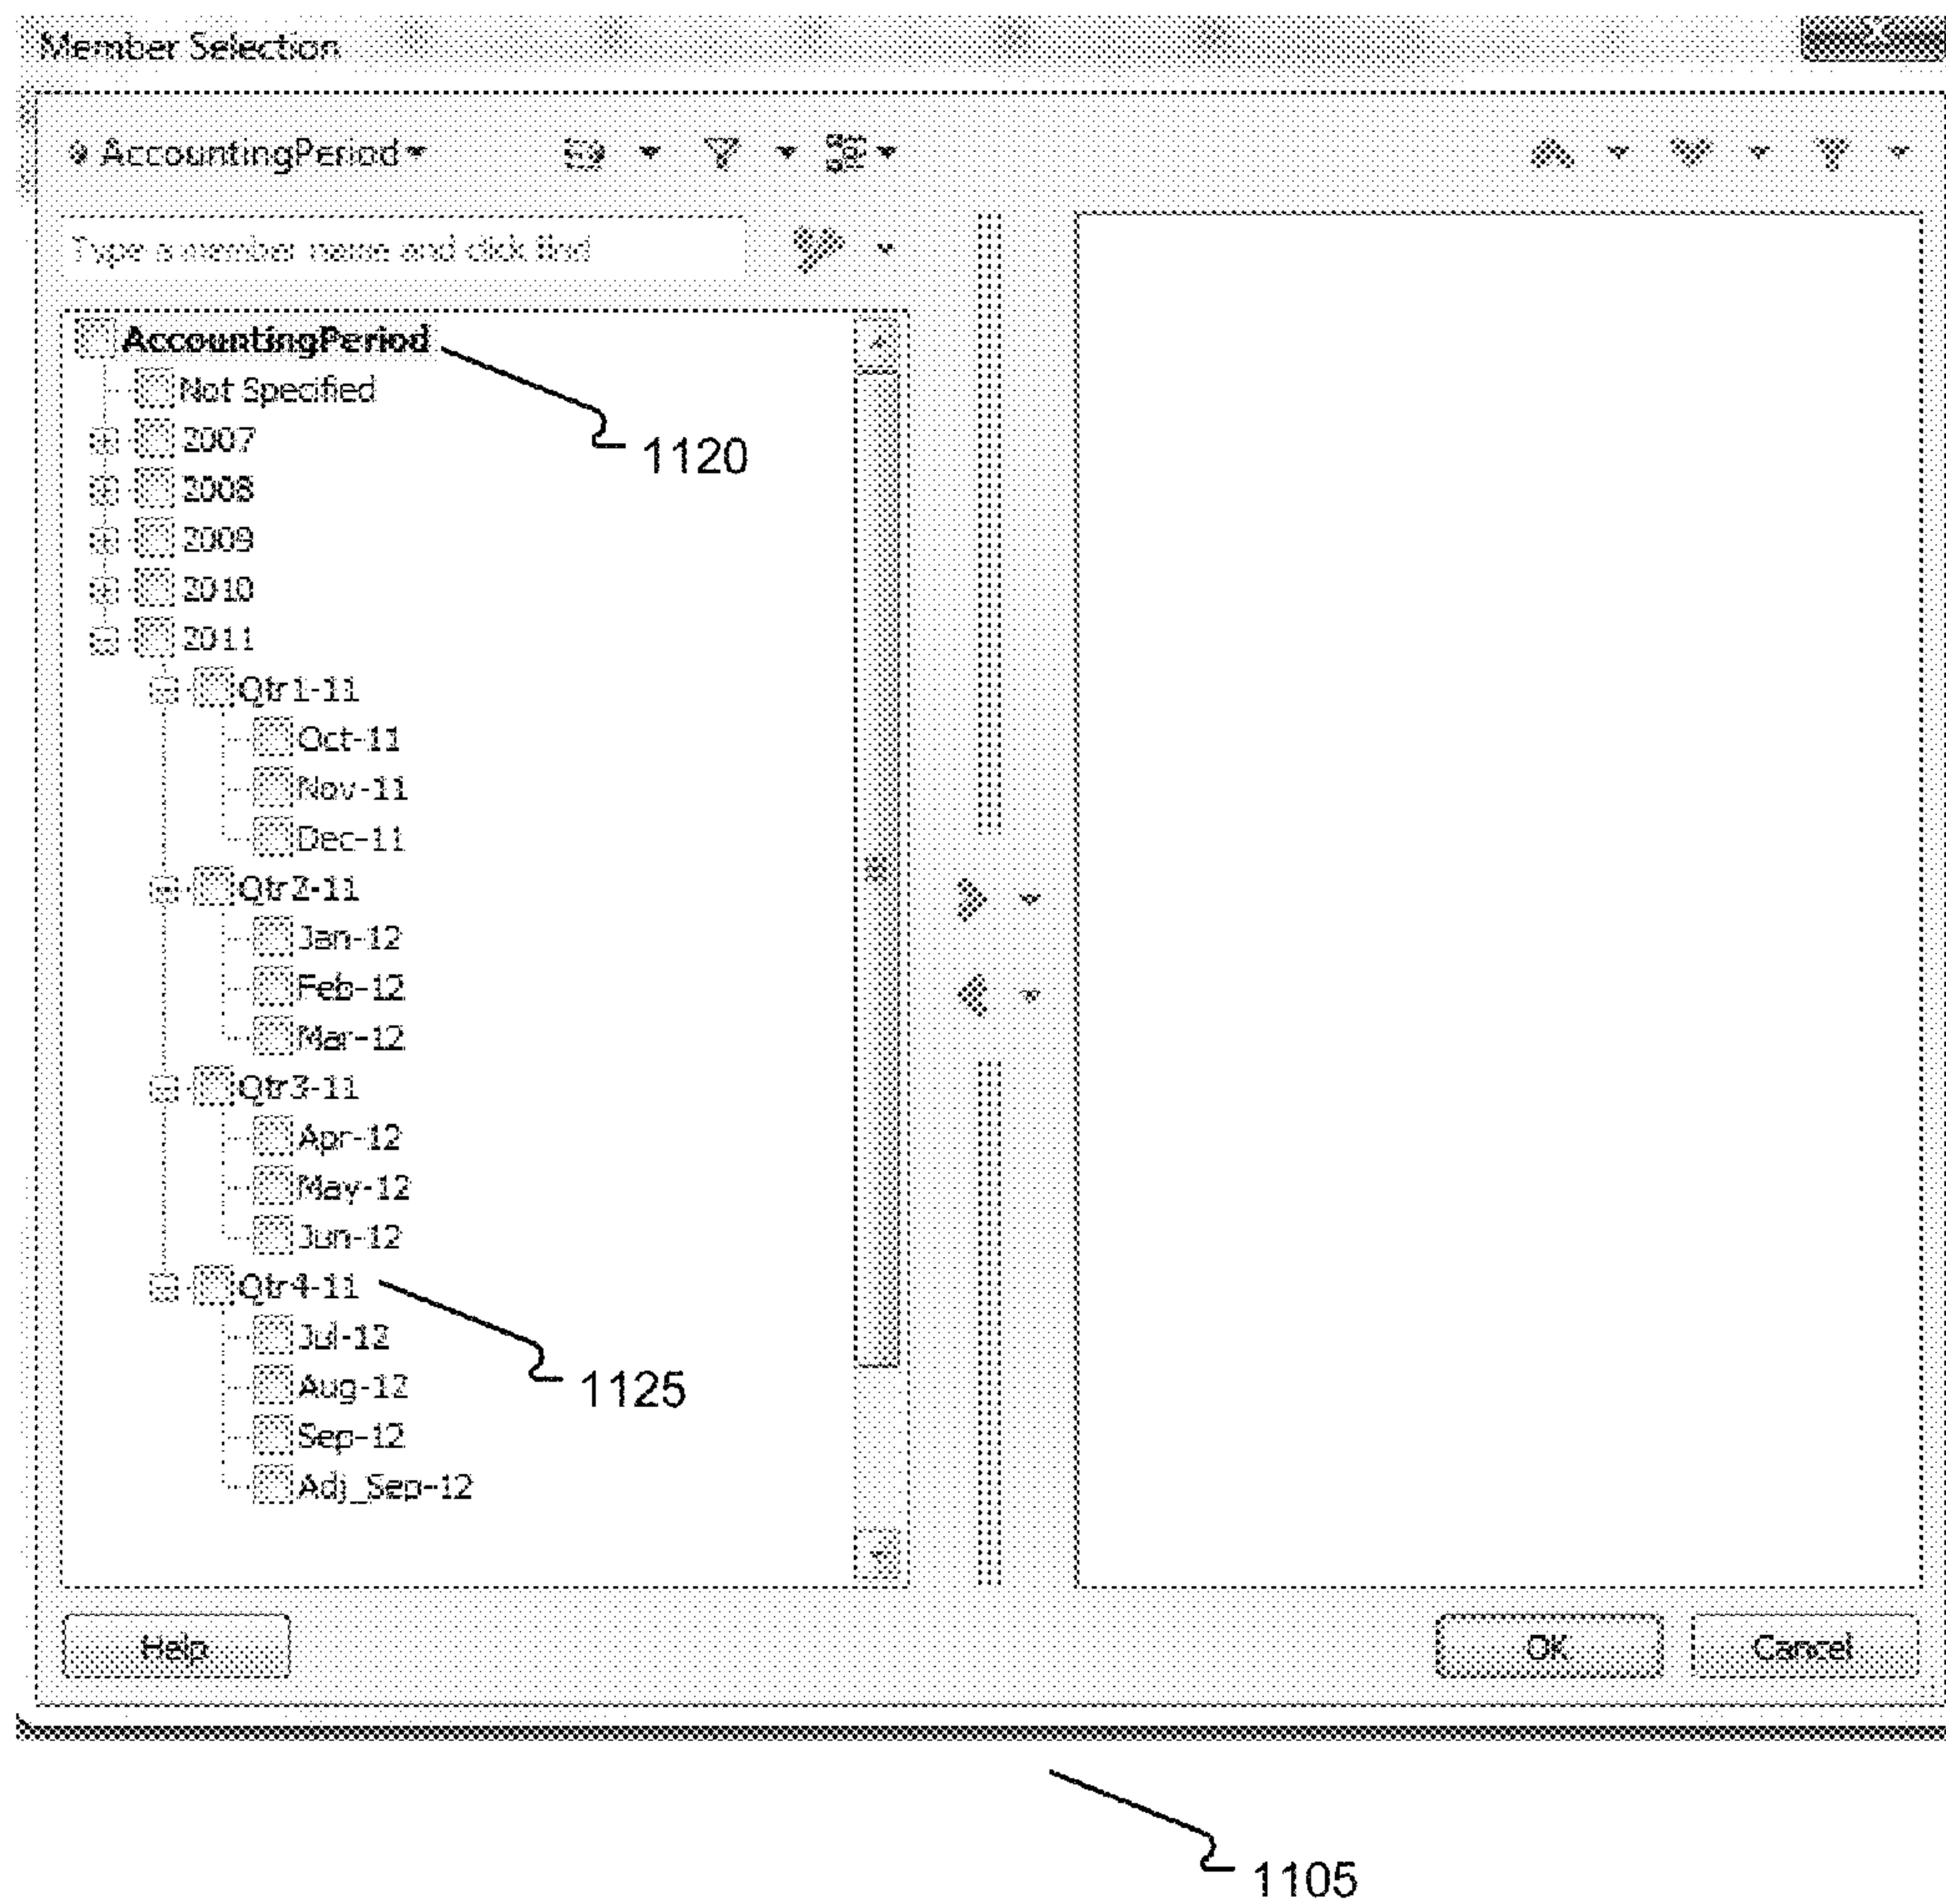 Member Selection
AccountingPeriod
Type a member name and click find
AccountingPeriod
Not Specified
1120
2007
2008
2009
2010
2011
Qtr1-11
Oct-11
Nov-11
Dec-11
Qtr2-11
Jan-12
Feb-12
Mar-12
Qtr3-11
Apr-12
May-12
Jun-12
Qtr4-11
1125
Jul-12
Aug-12
Sep-12
Adj_Sep-12
Help
OK
Cancel
1105